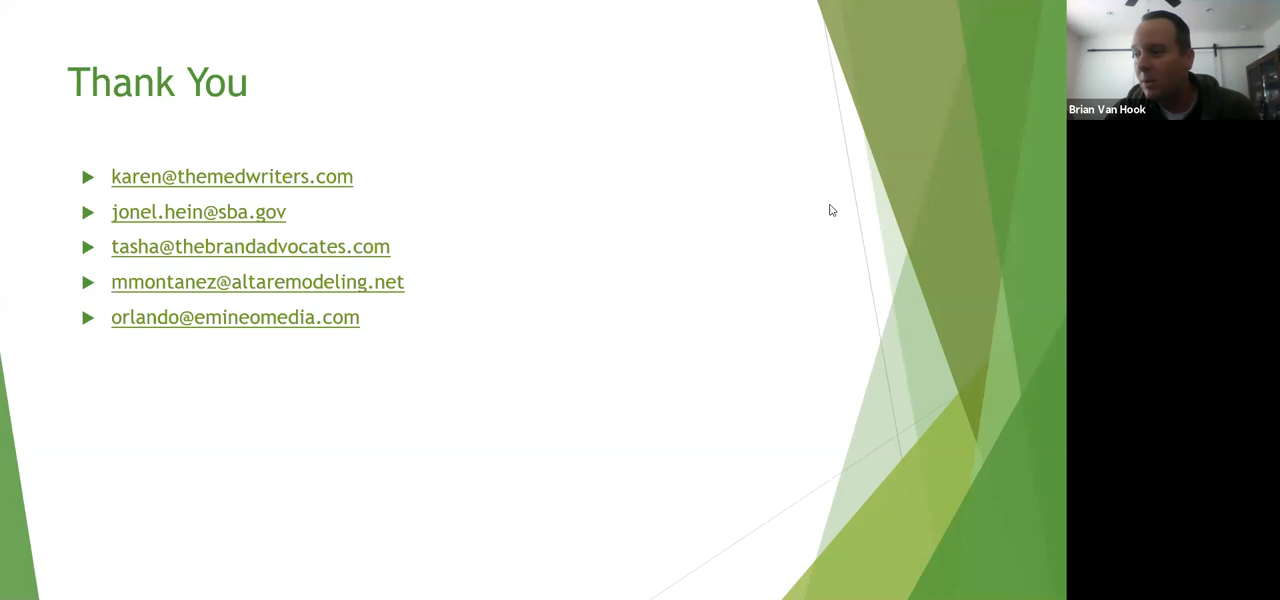 Thank You
karen@themedwriters.com
jonel.hein@sba.gov
tasha@thebrandadvocates.com
mmontanez@altaremodeling.net
orlando@emineomedia.com
Brian Van Hook